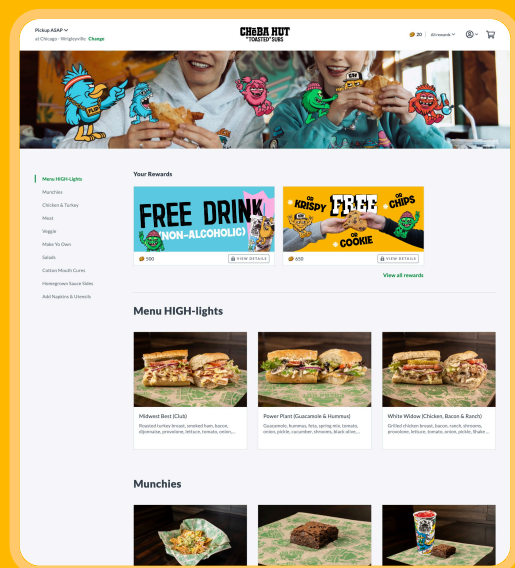 Pickup ASAP
at Chicago - Wrigleyville Change
CHEBA HUT
"TOASTED" SUBS
20
All rewards
Menu HIGH-Lights
Munchies
Chicken & Turkey
Meat
Veggie
Make Yo Own
Salads
Cotton Mouth Cures
Homegrown Sauce Sides
Add Napkins & Utensils
Your Rewards
FREE DRINK
(NON-ALCOHOLIC)
500
VIEW DETAILS
OR
KRISPY
FREE
OR
CHIPS
OR
COOKIE
650
VIEW DETAILS
View all rewards
Menu HIGH-lights
Midwest Best (Club)
Roasted turkey breast, smoked ham, bacon,
dijonnaise, provolone, lettuce, tomato, onion,...
Power Plant (Guacamole & Hummus)
Guacamole, hummus, feta, spring mix, tomato,
onion, pickle, cucumber, shrooms, black olive,...
White Widow (Chicken, Bacon & Ranch)
Grilled chicken breast, bacon, ranch, shrooms,
provolone, lettuce, tomato, onion, pickle, Shake...
Munchies